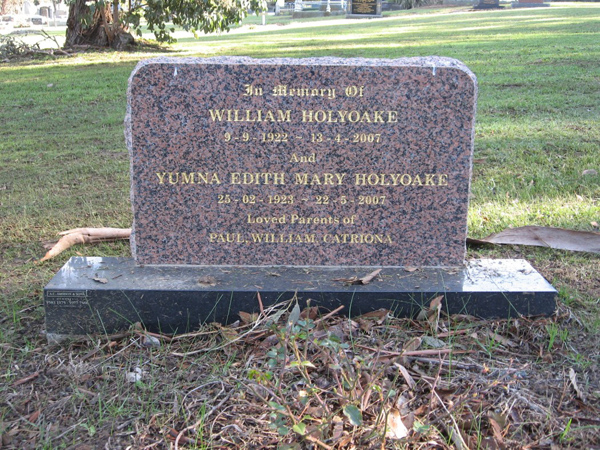 In Memory Of
WILLIAM HOLYOAKE
9 - 9 - 1922 ~ 13 - 4 - 2007
And
YUMNA EDITH MARY HOLYOAKE
25 - 02 - 1923 ~ 22 - 5 - 2007
Loved Parents of
PAUL, WILLIAM, CATRIONA